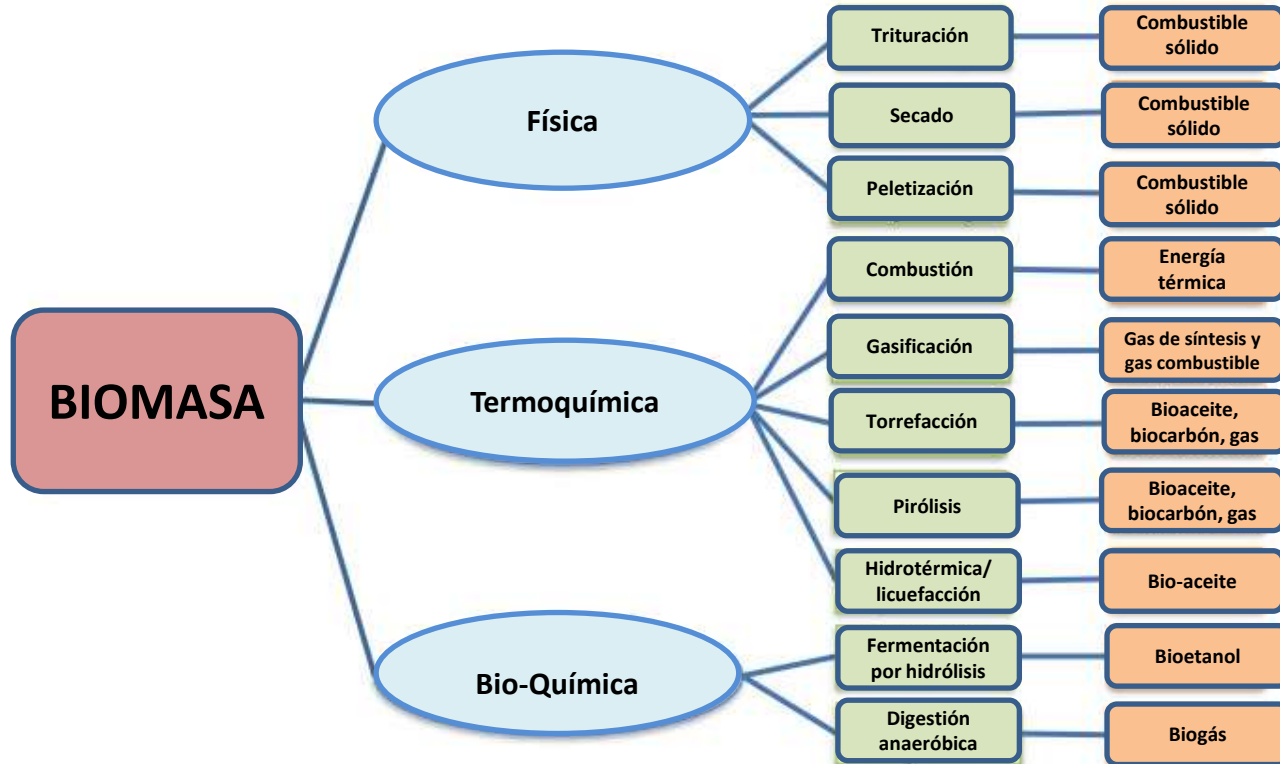 BIOMASA
Física
Trituración
Combustible
sólido
Secado
Combustible
sólido
Peletización
Combustible
sólido
Termoquímica
Combustión
Energía
térmica
Gasificación
Gas de síntesis y
gas combustible
Torrefacción
Bioaceite,
biocarbón, gas
Pirólisis
Bioaceite,
biocarbón, gas
Hidrotérmica/
licuefacción
Bio-aceite
Bio-Química
Fermentación
por hidrólisis
Bioetanol
Digestión
anaeróbica
Biogás